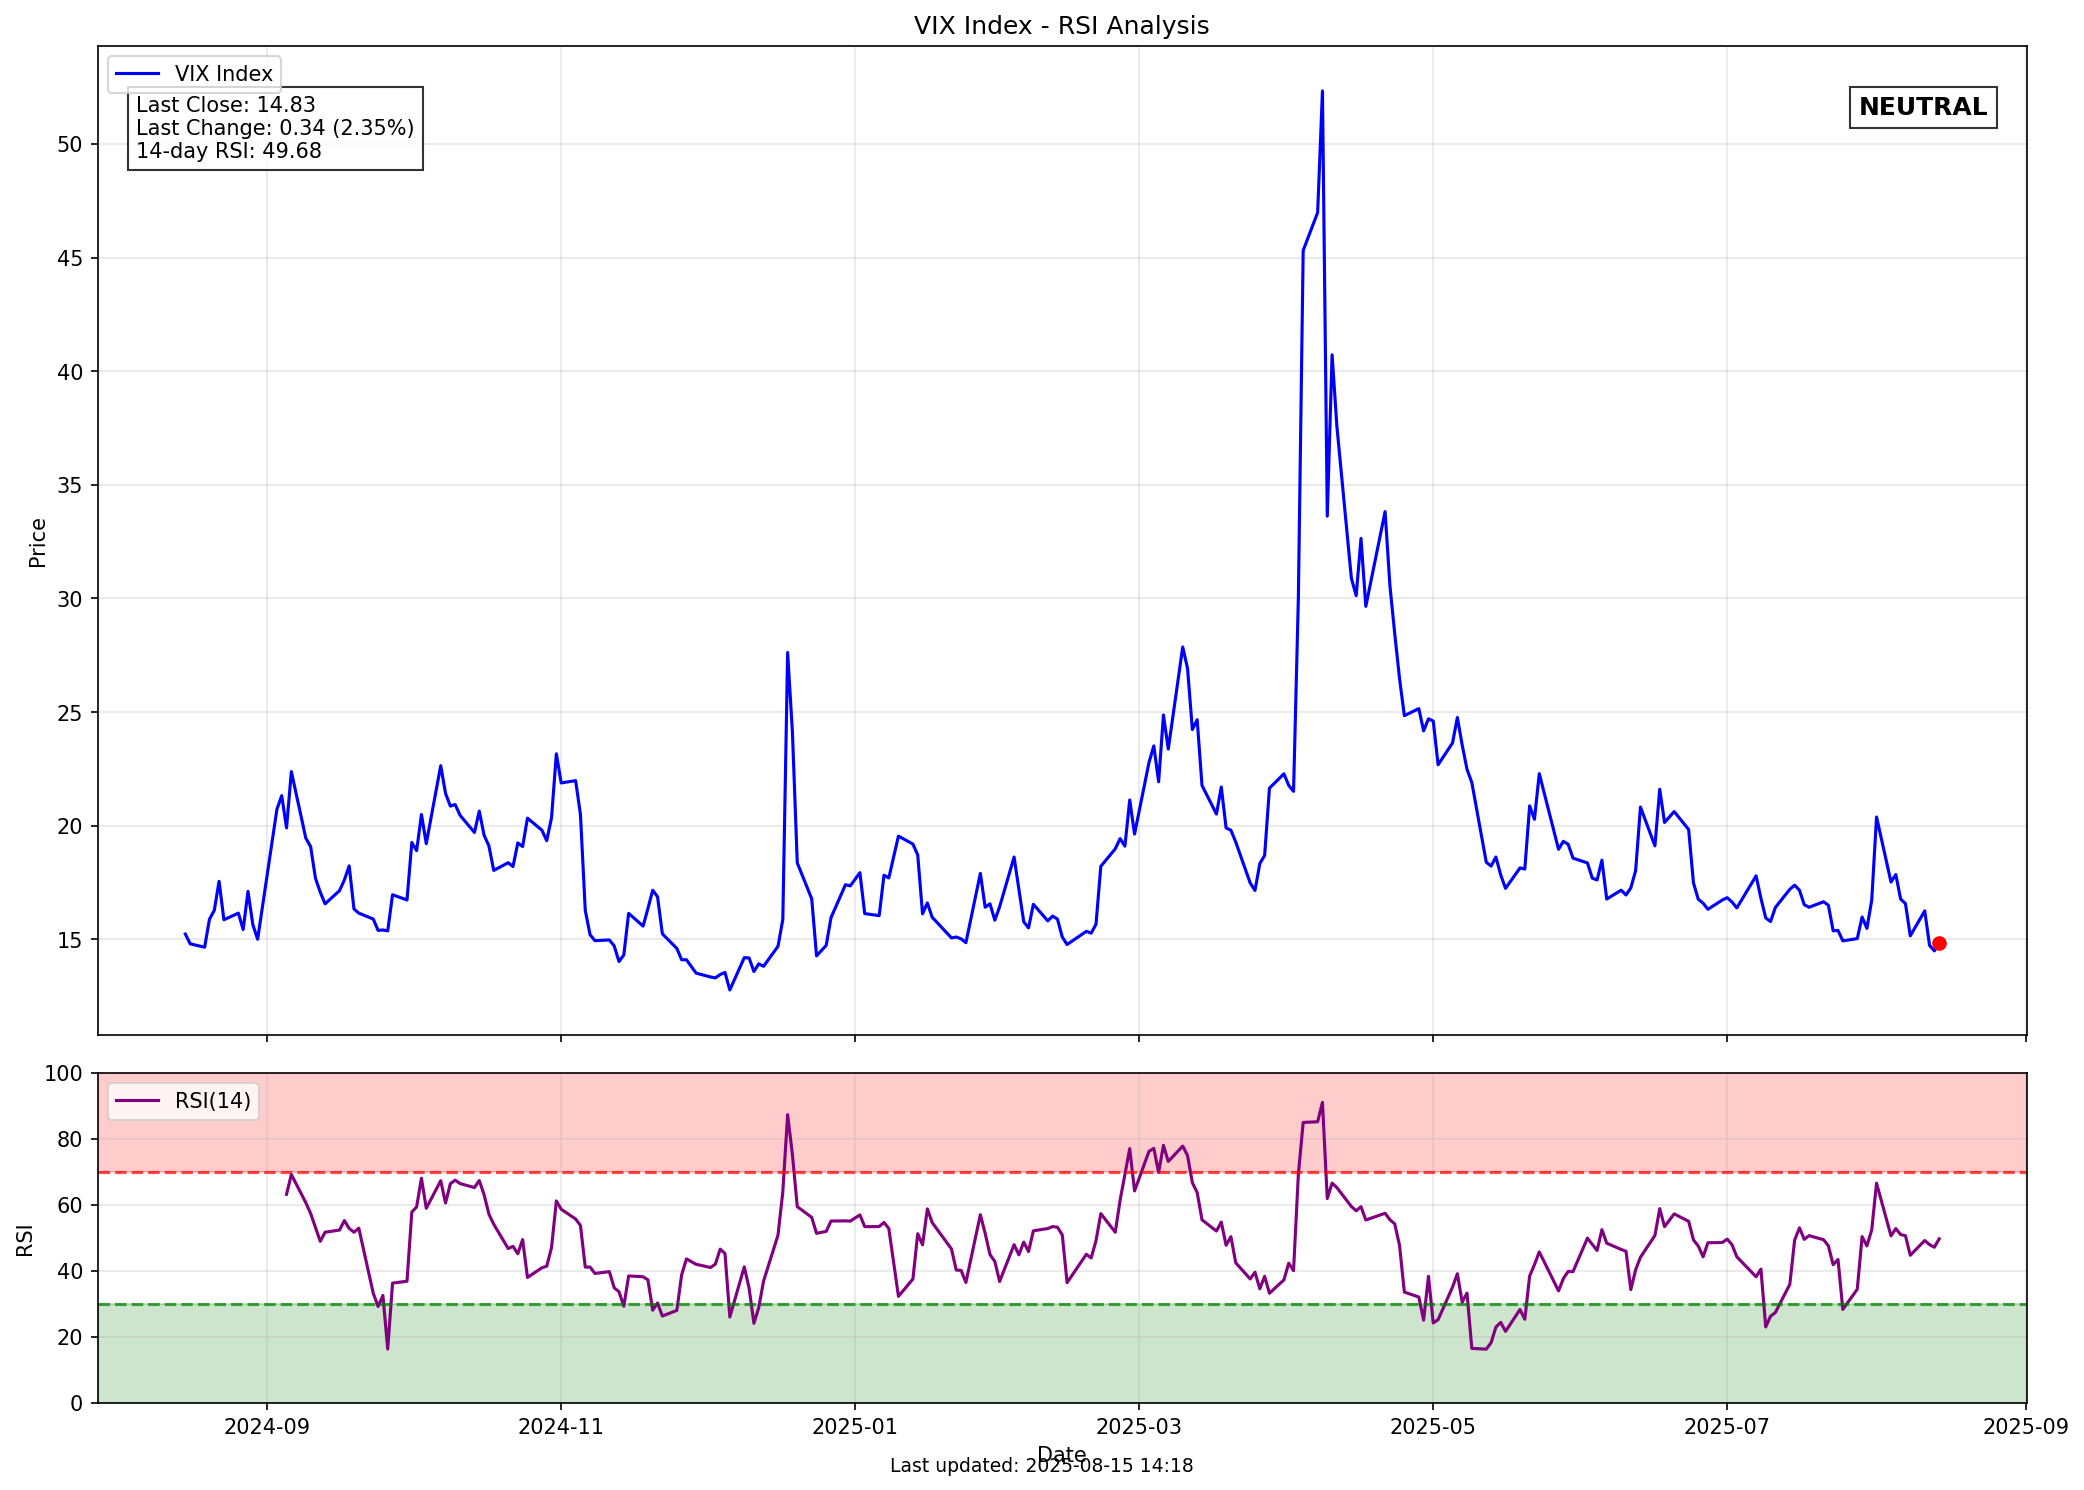 VIX Index - RSI Analysis
VIX Index
Last Close: 14.83
Last Change: 0.34 (2.35%)
14-day RSI: 49.68
NEUTRAL
50
45
40
35
30
25
20
15
Price
RSI(14)
100
80
60
40
20
0
RSI
2024-09 2024-11 2025-01 2025-03 2025-05 2025-07 2025-09
Date
Last updated: 2025-08-15 14:18